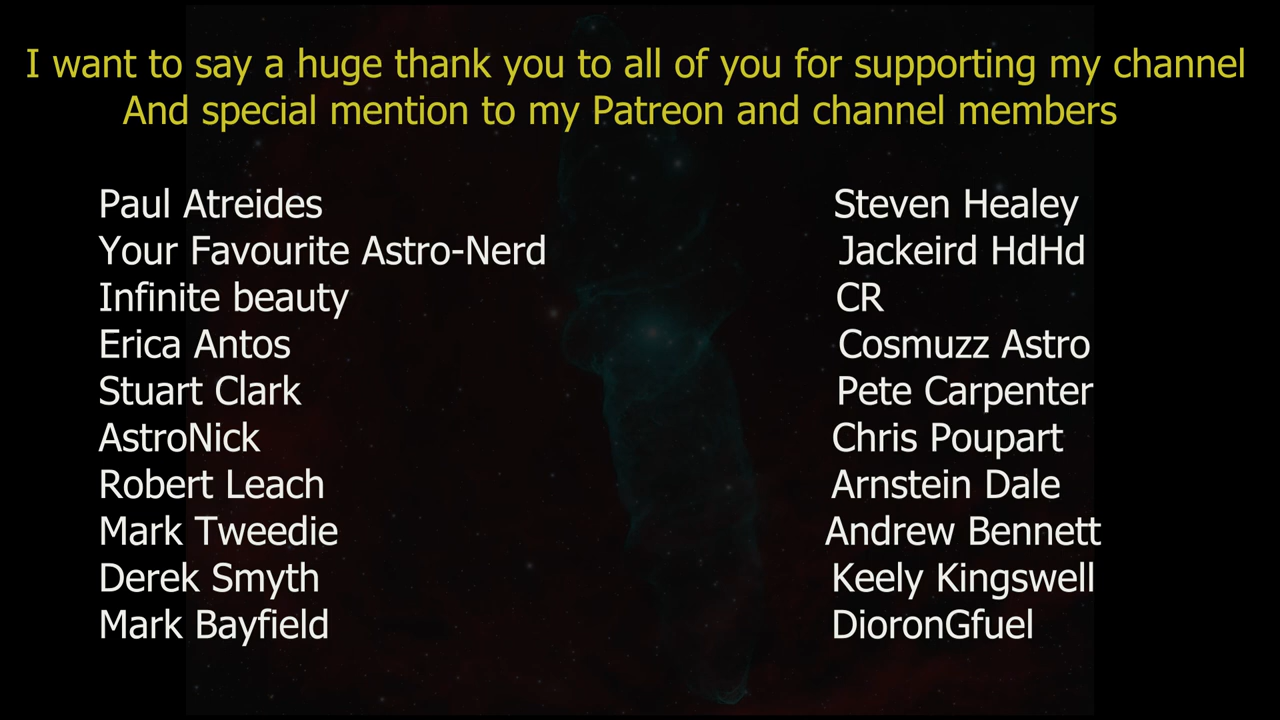 I want to say a huge thank you to all of you for supporting my channel
And special mention to my Patreon and channel members
Paul Atreides
Your Favourite Astro-Nerd
Infinite beauty
Erica Antos
Stuart Clark
AstroNick
Robert Leach
Mark Tweedie
Derek Smyth
Mark Bayfield
Steven Healey
Jackeird HdHd
CR
Cosmuzz Astro
Pete Carpenter
Chris Poupart
Arnstein Dale
Andrew Bennett
Keely Kingswell
DioronGfuel